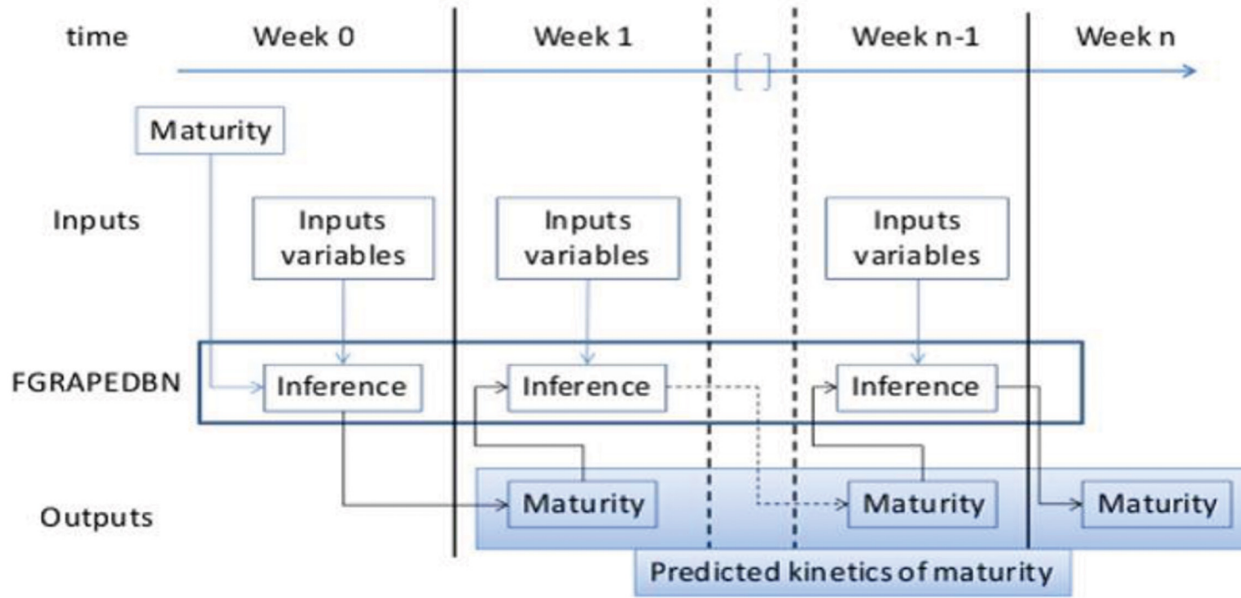 time Week 0 Week 1 Week n-1 Week n
[ ]
Maturity
Inputs
Inputs variables
Inputs variables
Inputs variables
FGRAPEDBN
Inference
Inference
Inference
Outputs
Maturity
Maturity
Maturity
Predicted kinetics of maturity